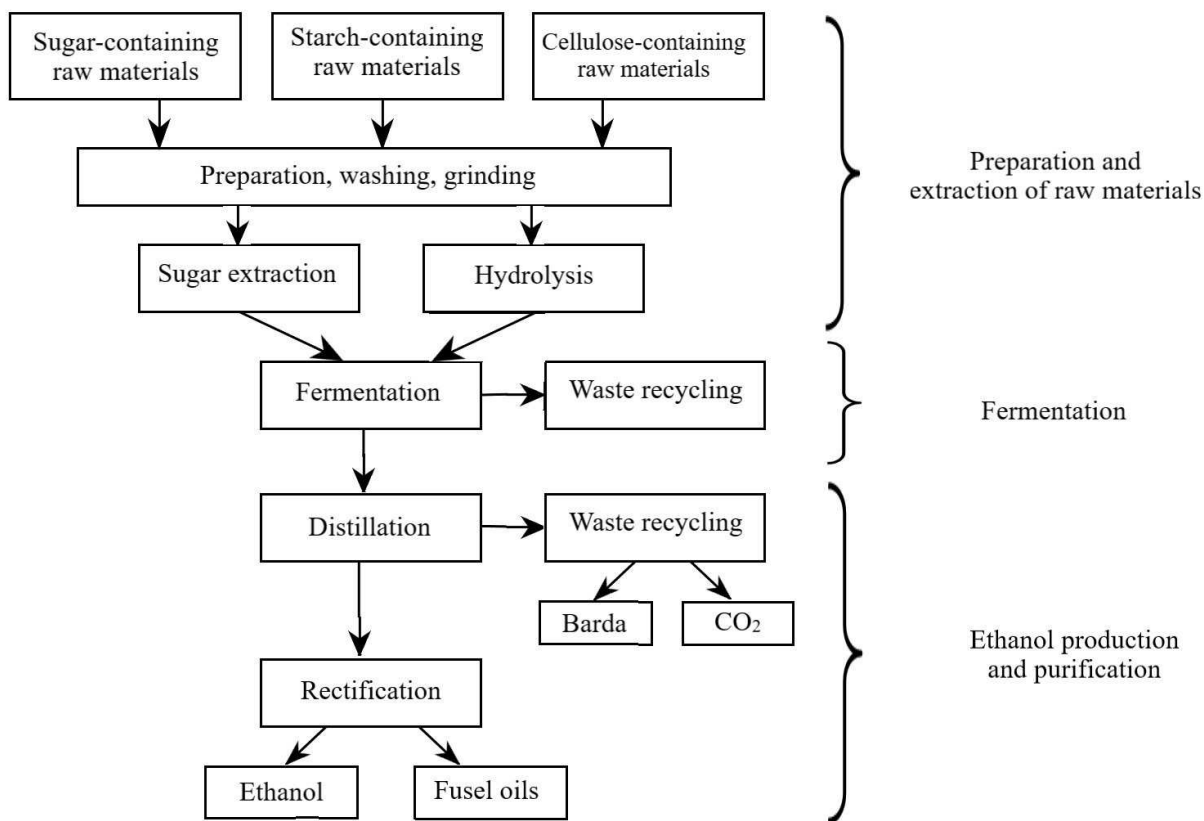 Sugar-containing
raw materials
Starch-containing
raw materials
Cellulose-containing
raw materials
Preparation, washing, grinding
Sugar extraction
Hydrolysis
Preparation and
extraction of raw materials
Fermentation
Waste recycling
Fermentation
Distillation
Waste recycling
Barda
CO₂
Rectification
Ethanol
Fusel oils
Ethanol production
and purification